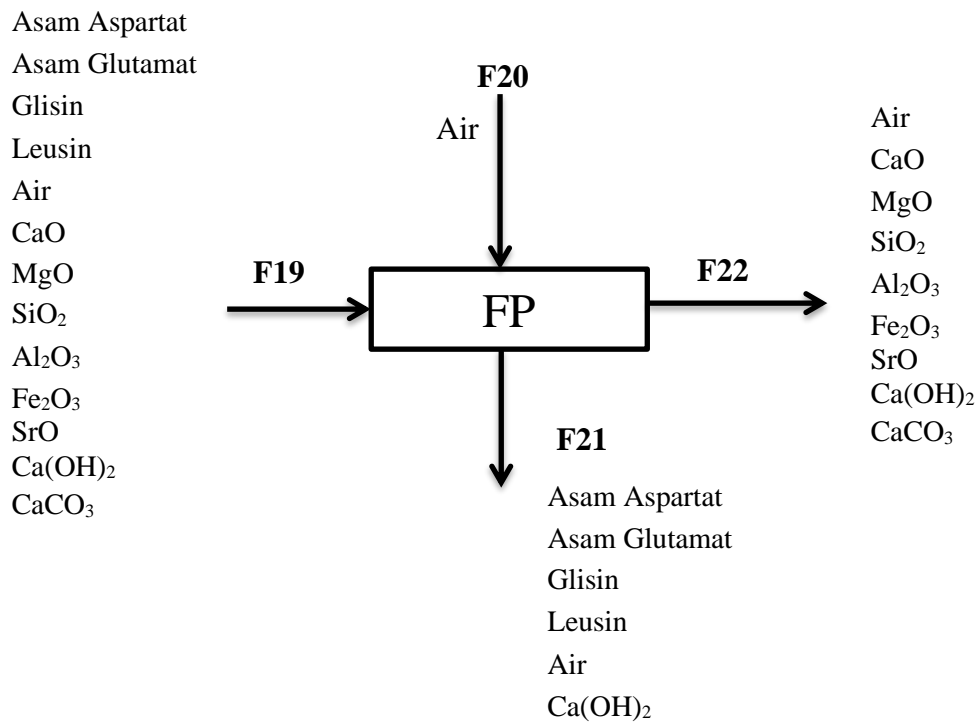 Asam Aspartat
Asam Glutamat
Glisin
Leusin
Air
CaO
MgO
SiO₂
Al₂O₃
Fe₂O₃
SrO
Ca(OH)₂
CaCO₃
F19
F20
Air
FP
F22
Air
CaO
MgO
SiO₂
Al₂O₃
Fe₂O₃
SrO
Ca(OH)₂
CaCO₃
F21
Asam Aspartat
Asam Glutamat
Glisin
Leusin
Air
Ca(OH)₂